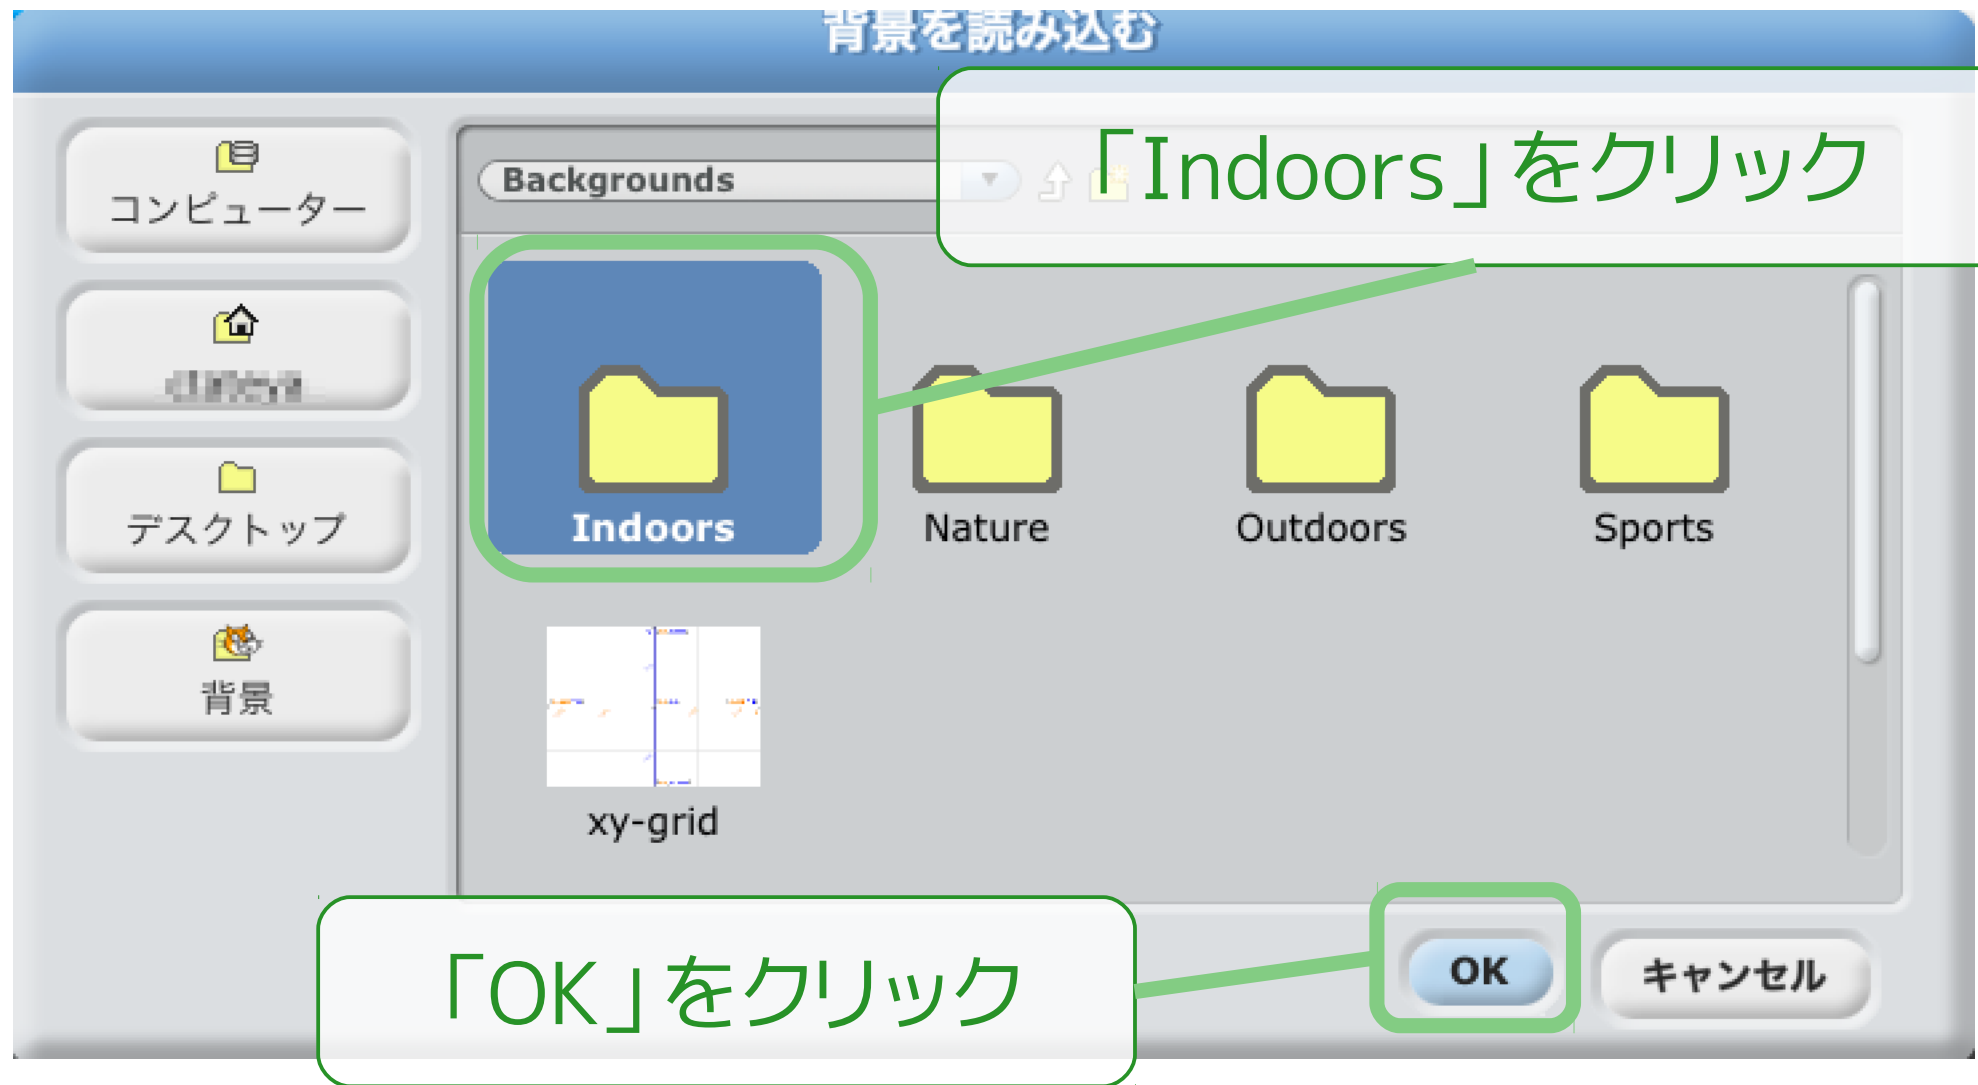 背景を読み込む
「Indoors」をクリック
コンピューター
Backgrounds
デスクトップ
背景
Indoors
Nature
Outdoors
Sports
xy-grid
「OK」をクリック
OK
キャンセル